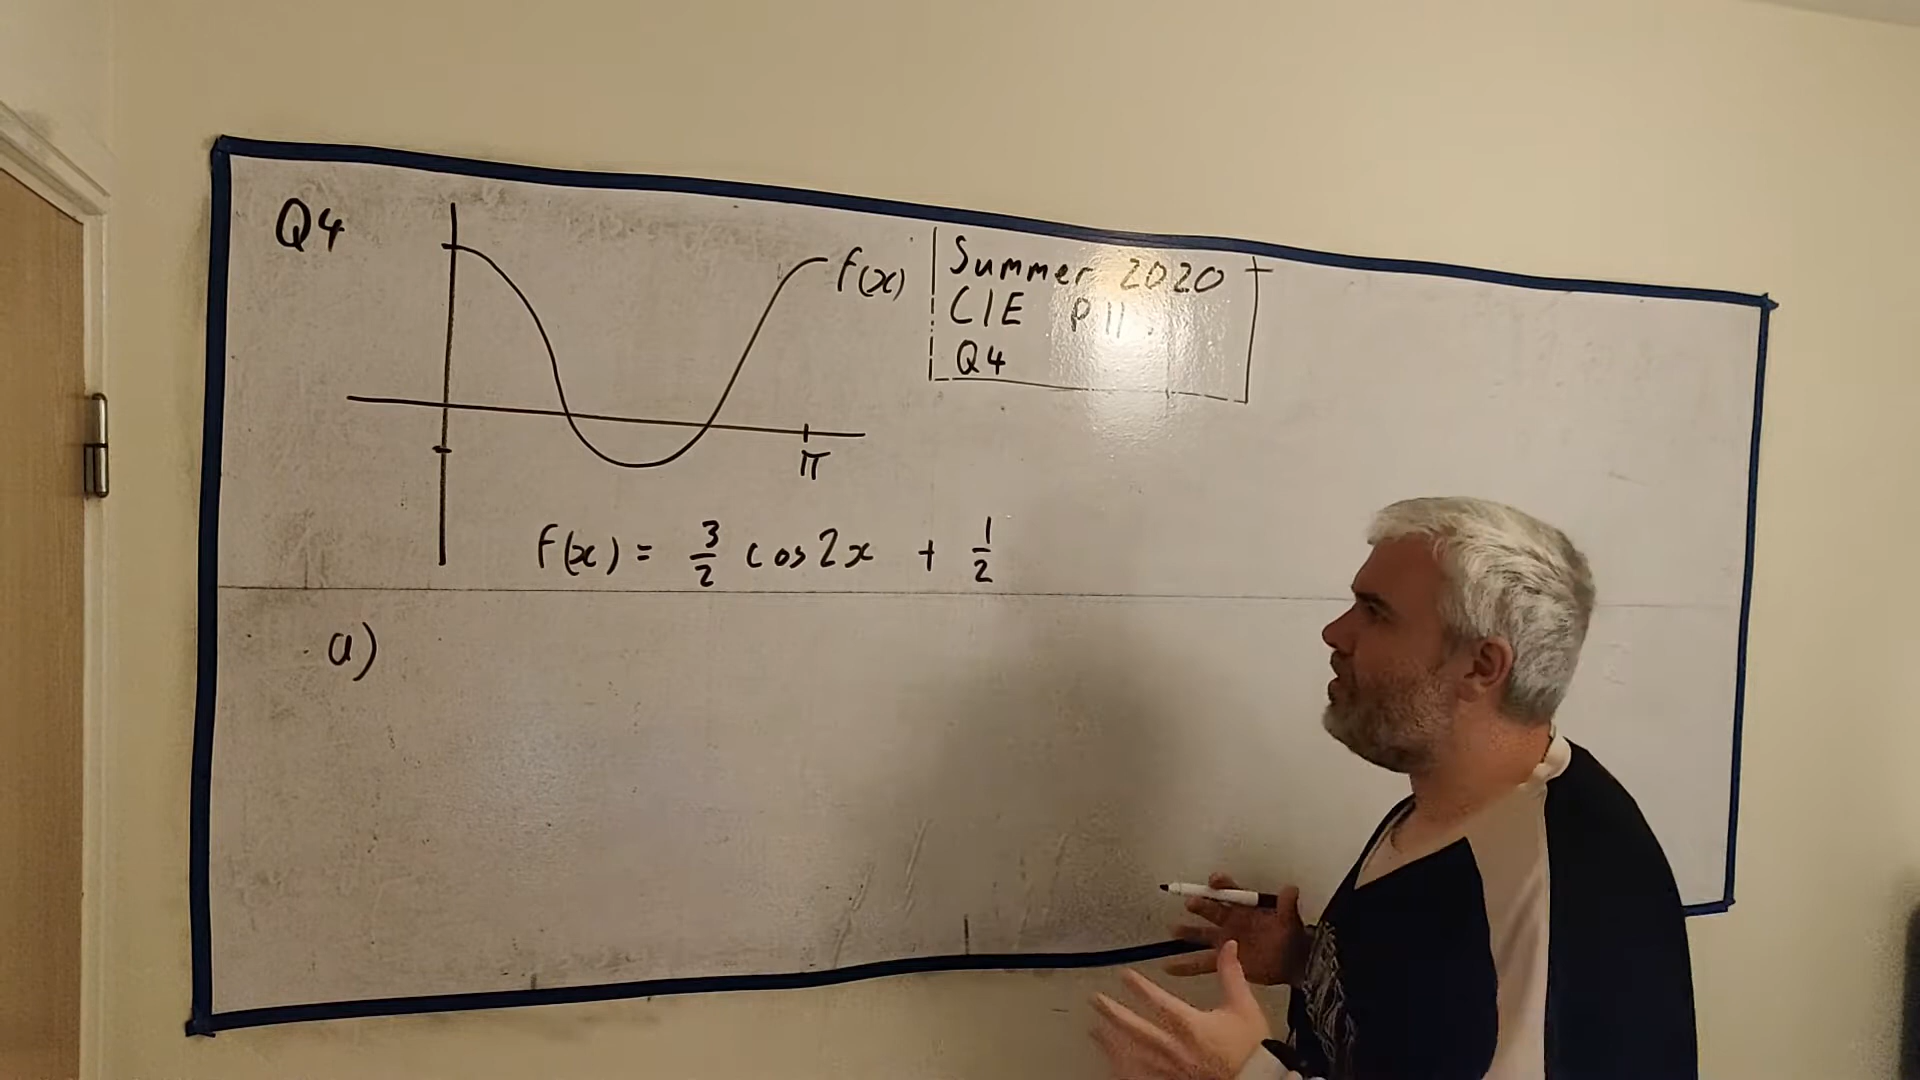 Q4
f(x)
Summer 2020
CIE P11.
Q4
π
f(x) = 3/2 cos 2x + 1/2
a)